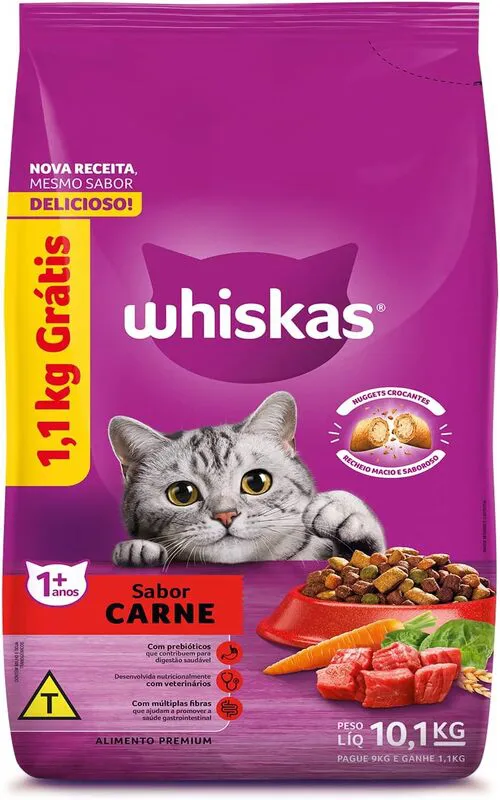 NOVA RECEITA,
MESMO SABOR
DELICIOSO!
1,1kg Grátis
whiskas®
NUGGETS CROCANTES
RECHEIO MACIO E SABOROSO
1+
anos
Sabor
CARNE
Com prebióticos
que contribuem para
digestão saudável
Desenvolvida nutricionalmente
com veterinários
Com múltiplas fibras
que ajudam a promover a
saúde gastrointestinal
T
ALIMENTO PREMIUM
PESO
LÍQ 10,1KG
PAGUE 9KG E GANHE 1,1KG